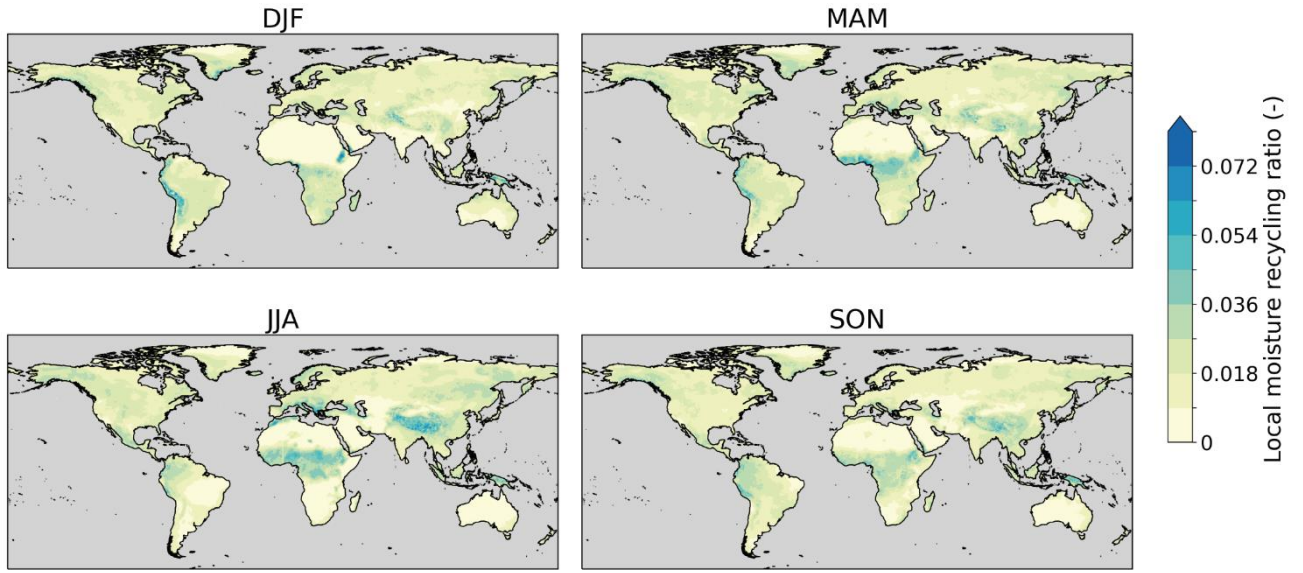 DJF
MAM
JJA
SON
0.072
0.054
0.036
0.018
0
Local moisture recycling ratio (-)